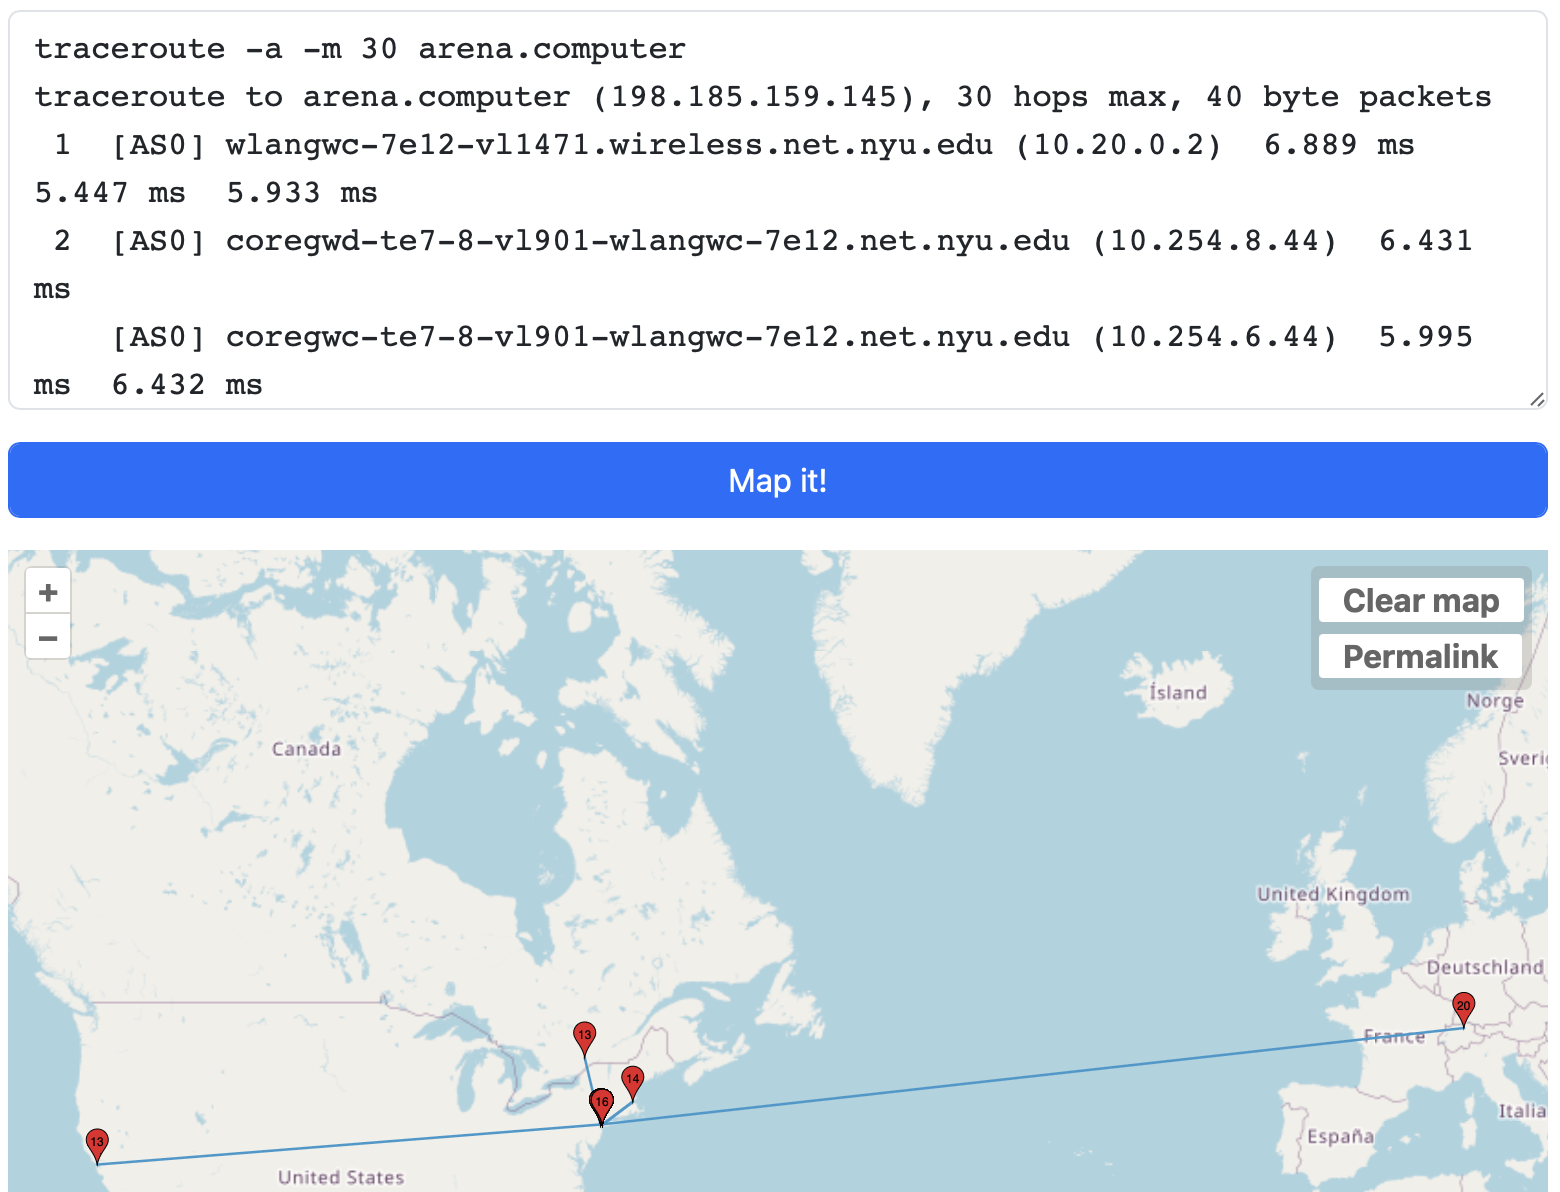 traceroute -a -m 30 arena.computer
traceroute to arena.computer (198.185.159.145), 30 hops max, 40 byte packets
 1  [AS0] wlangwc-7e12-vl1471.wireless.net.nyu.edu (10.20.0.2)  6.889 ms
5.447 ms  5.933 ms
 2  [AS0] coregwd-te7-8-vl901-wlangwc-7e12.net.nyu.edu (10.254.8.44)  6.431
ms
    [AS0] coregwc-te7-8-vl901-wlangwc-7e12.net.nyu.edu (10.254.6.44)  5.995
ms  6.432 ms
Map it!
+
−
Clear map
Permalink
Ísland
Norge
Sverig
Canada
United Kingdom
Deutschland
20
France
13
14
16
Italia
España
13
United States